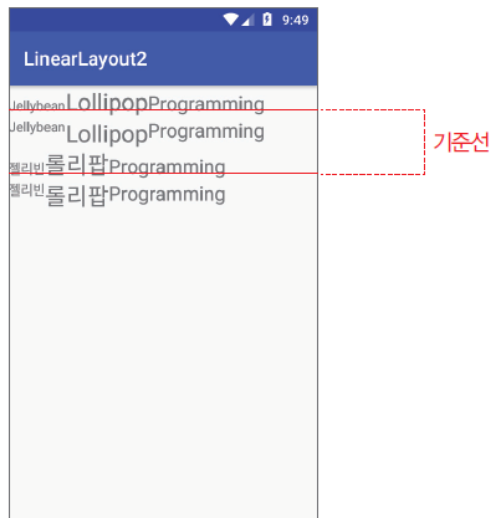 9:49
LinearLayout2
JellybeanLollipopProgramming
JellybeanLollipopProgramming
기준선
젤리빈롤리팝Programming
젤리빈롤리팝Programming